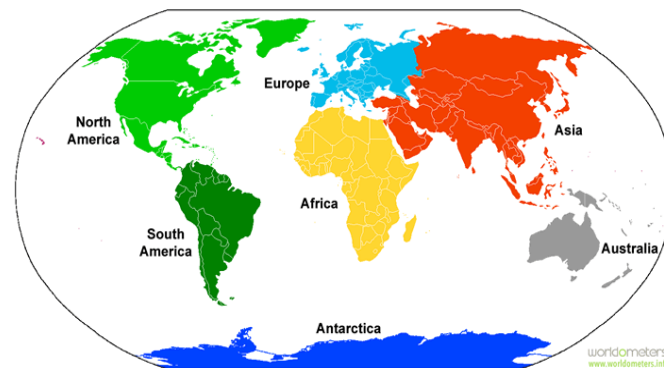 Europe
North
America
Asia
Africa
South
America
Australia
Antarctica
worldometers
www.worldometers.info